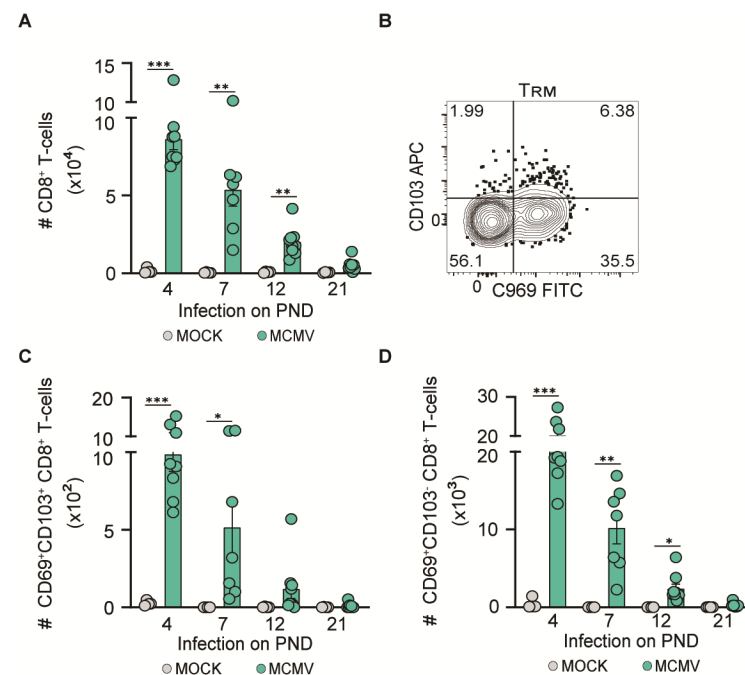 A
# CD8+ T-cells
(x10⁴)
15
10
10
5
0
***
**
**
4 7 12 21
Infection on PND
MOCK MCMV
B
TRM
1.99 6.38
56.1 35.5
CD103 APC
0
0
C969 FITC
C
# CD69+CD103+ CD8+ T-cells
(x10²)
20
10
10
5
0
***
*
4 7 12 21
Infection on PND
MOCK MCMV
D
# CD69+CD103- CD8+ T-cells
(x10³)
30
20
20
10
0
***
**
*
4 7 12 21
Infection on PND
MOCK MCMV